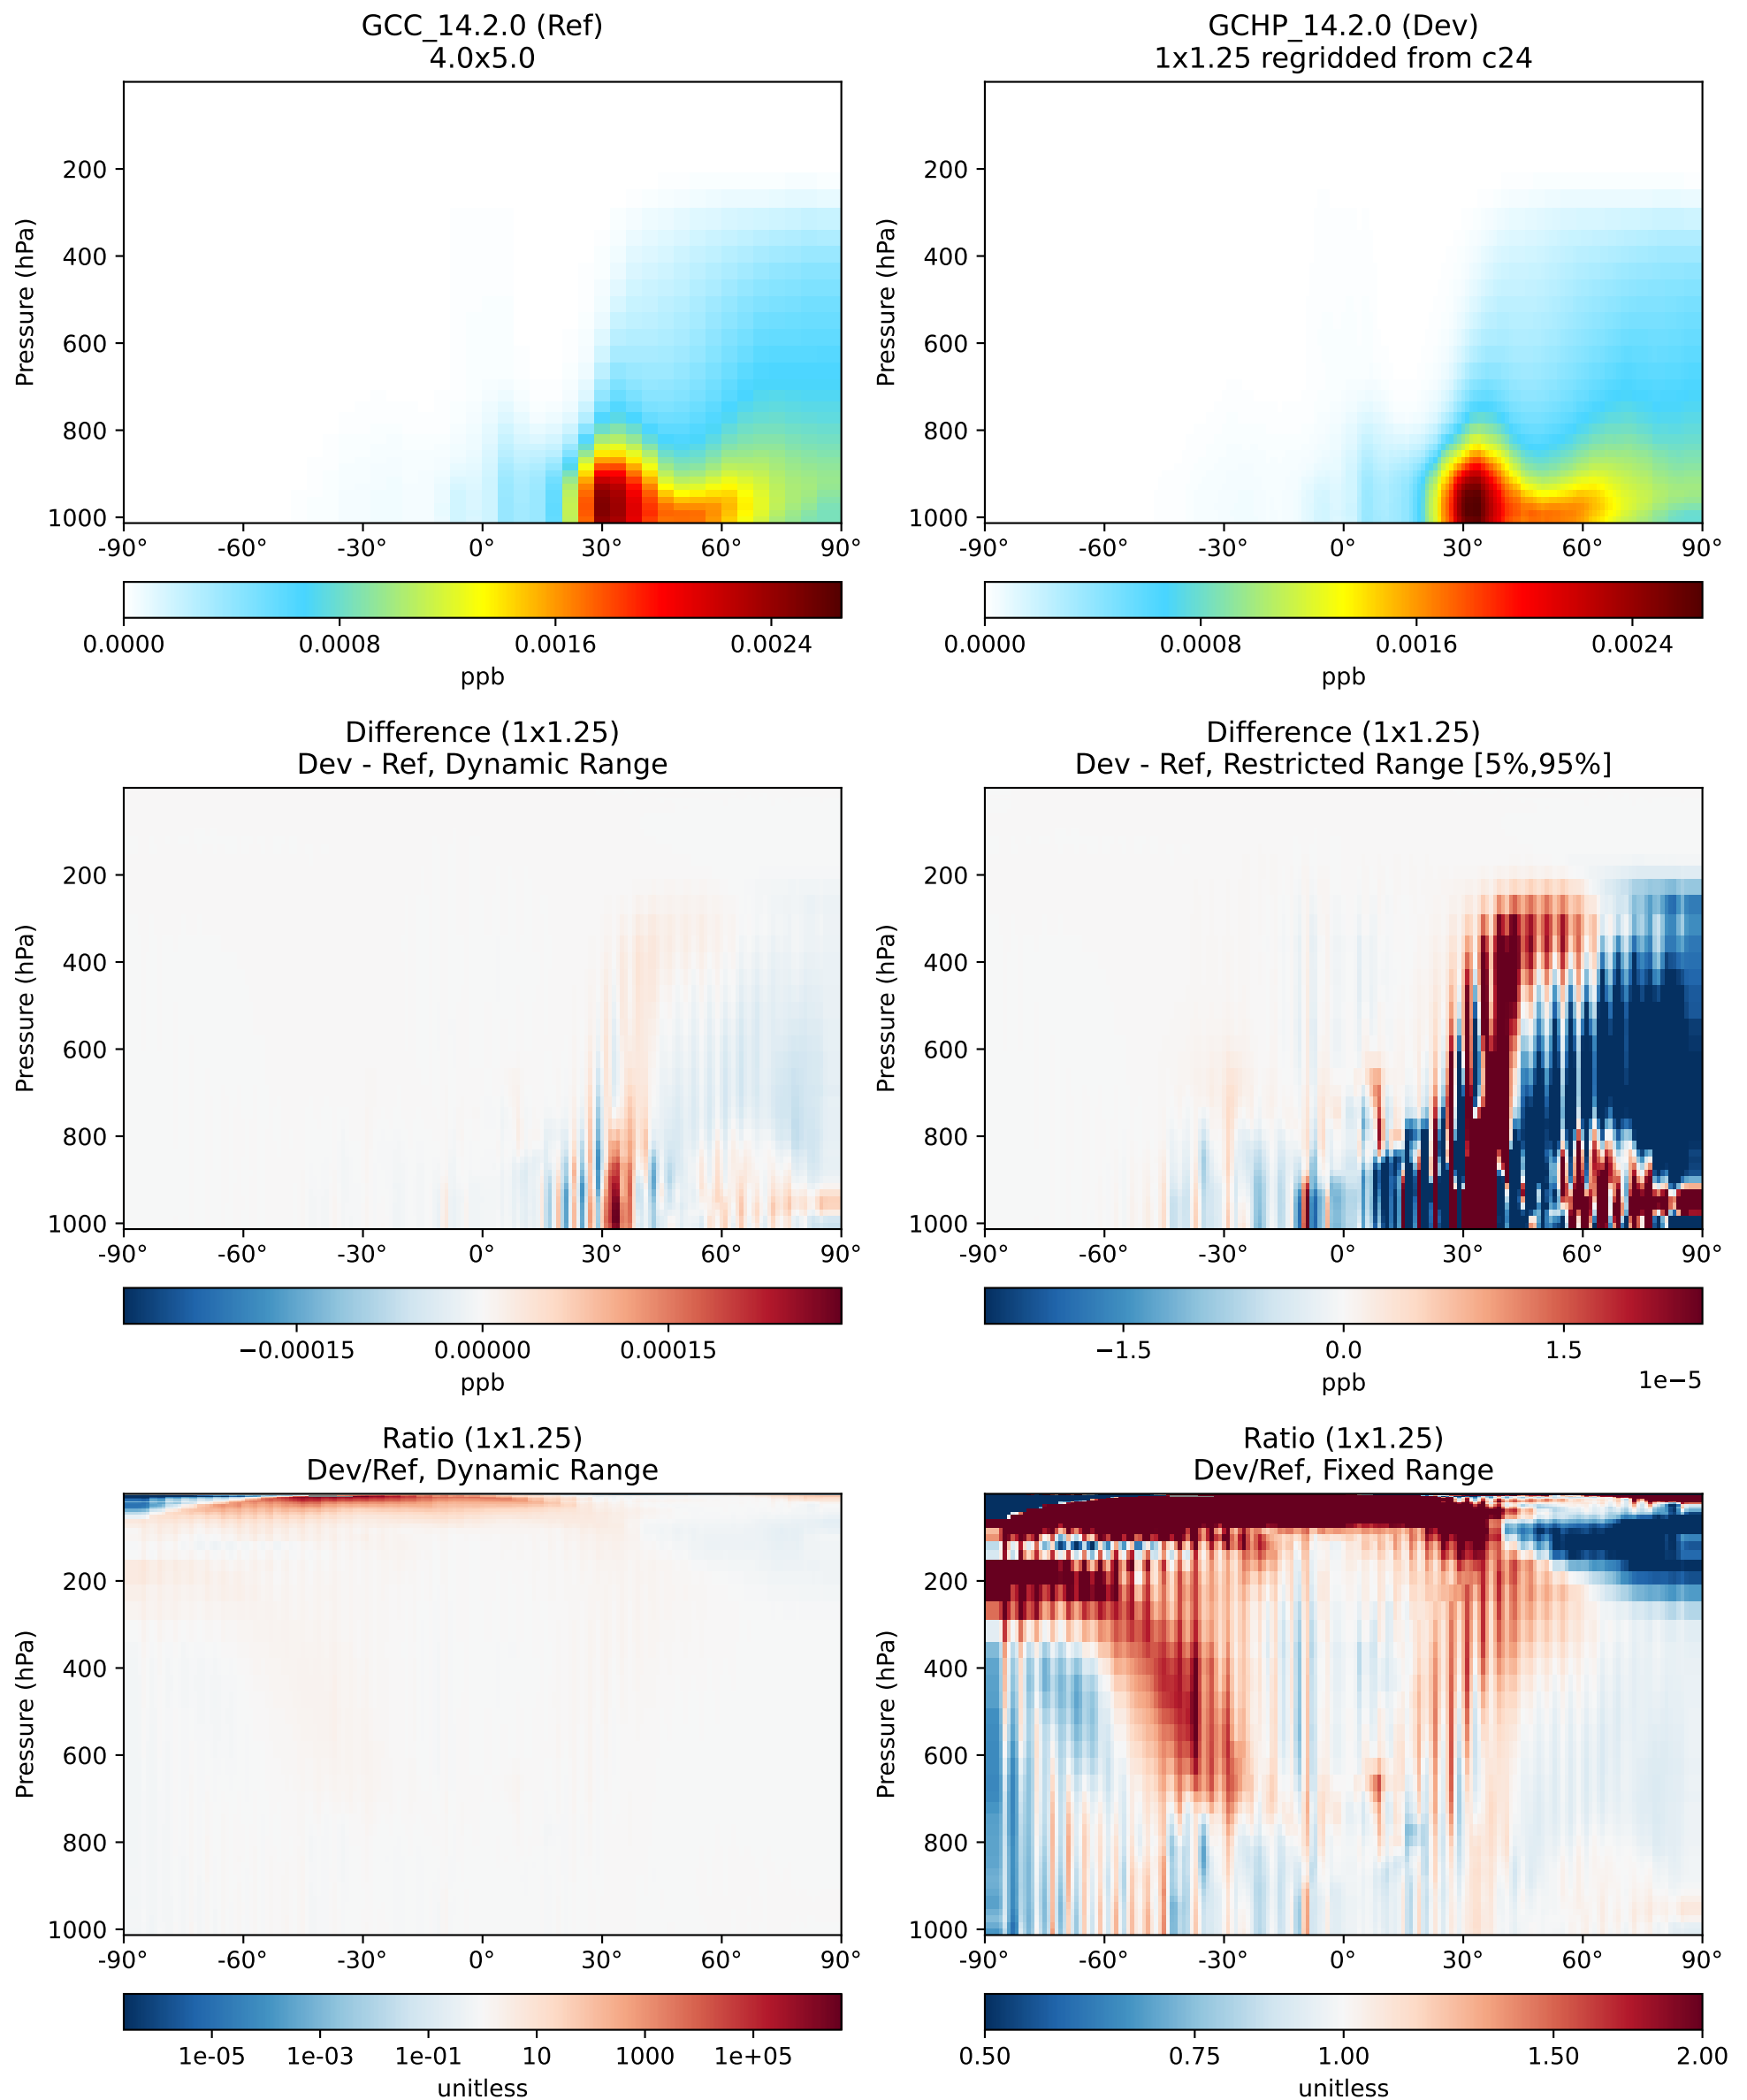 GCC_14.2.0 (Ref)
4.0x5.0
Pressure (hPa)
200
400
600
800
1000
-90° -60° -30° 0° 30° 60° 90°
0.0000 0.0008 0.0016 0.0024
ppb
GCHP_14.2.0 (Dev)
1x1.25 regridded from c24
Pressure (hPa)
200
400
600
800
1000
-90° -60° -30° 0° 30° 60° 90°
0.0000 0.0008 0.0016 0.0024
ppb
Difference (1x1.25)
Dev - Ref, Dynamic Range
Pressure (hPa)
200
400
600
800
1000
-90° -60° -30° 0° 30° 60° 90°
−0.00015 0.00000 0.00015
ppb
Difference (1x1.25)
Dev - Ref, Restricted Range [5%,95%]
Pressure (hPa)
200
400
600
800
1000
-90° -60° -30° 0° 30° 60° 90°
−1.5 0.0 1.5
ppb 1e−5
Ratio (1x1.25)
Dev/Ref, Dynamic Range
Pressure (hPa)
200
400
600
800
1000
-90° -60° -30° 0° 30° 60° 90°
1e-05 1e-03 1e-01 10 1000 1e+05
unitless
Ratio (1x1.25)
Dev/Ref, Fixed Range
Pressure (hPa)
200
400
600
800
1000
-90° -60° -30° 0° 30° 60° 90°
0.50 0.75 1.00 1.50 2.00
unitless